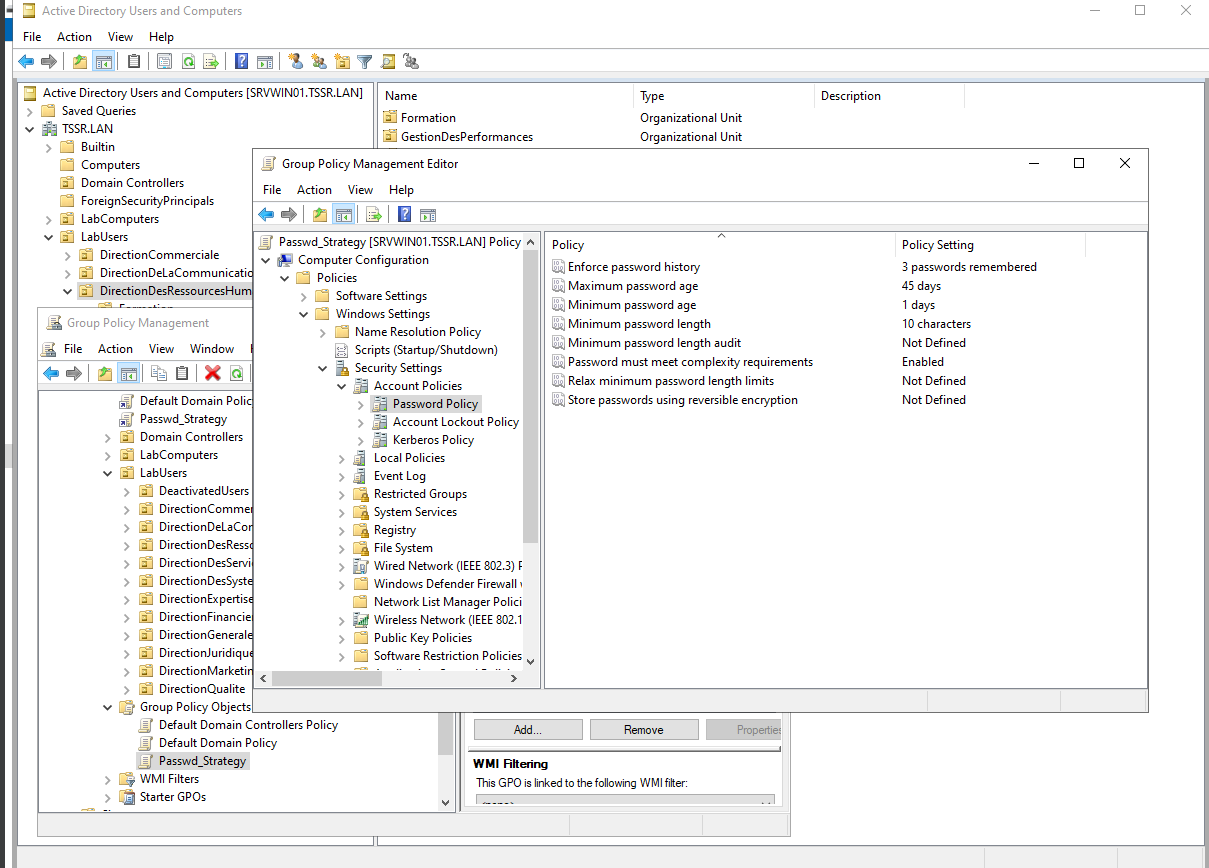 Active Directory Users and Computers
File Action View Help
Active Directory Users and Computers [SRVWIN01.TSSR.LAN]
Saved Queries
TSSR.LAN
Builtin
Computers
Domain Controllers
ForeignSecurityPrincipals
LabComputers
LabUsers
DirectionCommerciale
DirectionDeLaCommunicatio
DirectionDesRessourcesHum
Name Type Description
Formation Organizational Unit
GestionDesPerformances Organizational Unit
Group Policy Management Editor
File Action View Help
Passwd_Strategy [SRVWIN01.TSSR.LAN] Policy
Computer Configuration
Policies
Software Settings
Windows Settings
Name Resolution Policy
Scripts (Startup/Shutdown)
Security Settings
Account Policies
Password Policy
Account Lockout Policy
Kerberos Policy
Local Policies
Event Log
Restricted Groups
System Services
Registry
File System
Wired Network (IEEE 802.3) P
Windows Defender Firewall
Network List Manager Polici
Wireless Network (IEEE 802.1
Public Key Policies
Software Restriction Policies
Policy Policy Setting
Enforce password history 3 passwords remembered
Maximum password age 45 days
Minimum password age 1 days
Minimum password length 10 characters
Minimum password length audit Not Defined
Password must meet complexity requirements Enabled
Relax minimum password length limits Not Defined
Store passwords using reversible encryption Not Defined
Group Policy Management
File Action View Window
Default Domain Polic
Passwd_Strategy
Domain Controllers
LabComputers
LabUsers
DeactivatedUsers
DirectionCommer
DirectionDeLaCor
DirectionDesResso
DirectionDesServi
DirectionDesSyste
DirectionExpertise
DirectionFinancie
DirectionGenerale
DirectionJuridique
DirectionMarketin
DirectionQualite
Group Policy Objects
Default Domain Controllers Policy
Default Domain Policy
Passwd_Strategy
WMI Filters
Starter GPOs
Add... Remove Properties
WMI Filtering
This GPO is linked to the following WMI filter: